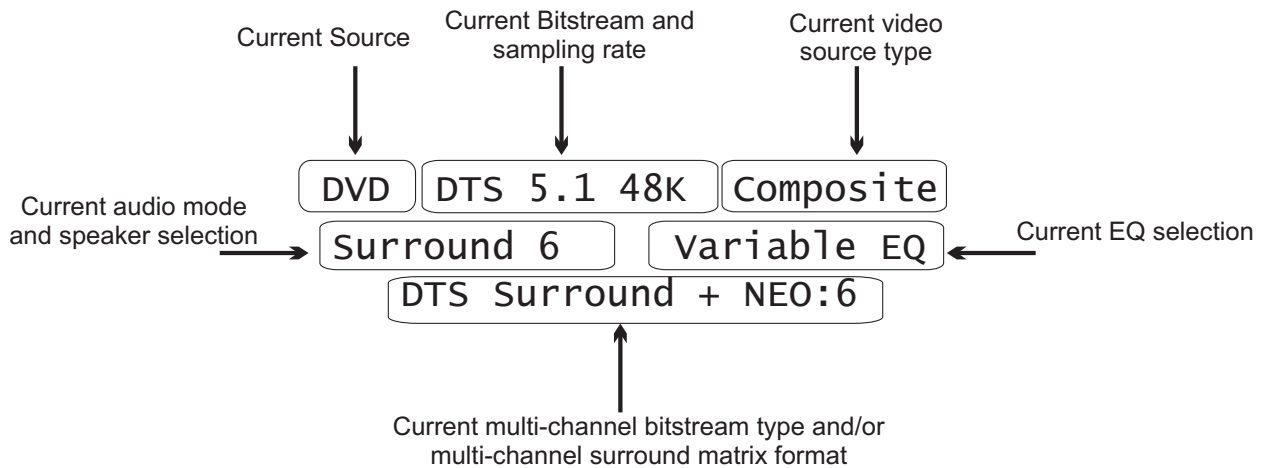 Current Source
Current Bitstream and
sampling rate
Current video
source type
DVD DTS 5.1 48K Composite
Current audio mode
and speaker selection
Surround 6 Variable EQ
Current EQ selection
DTS Surround + NEO:6
Current multi-channel bitstream type and/or
multi-channel surround matrix format